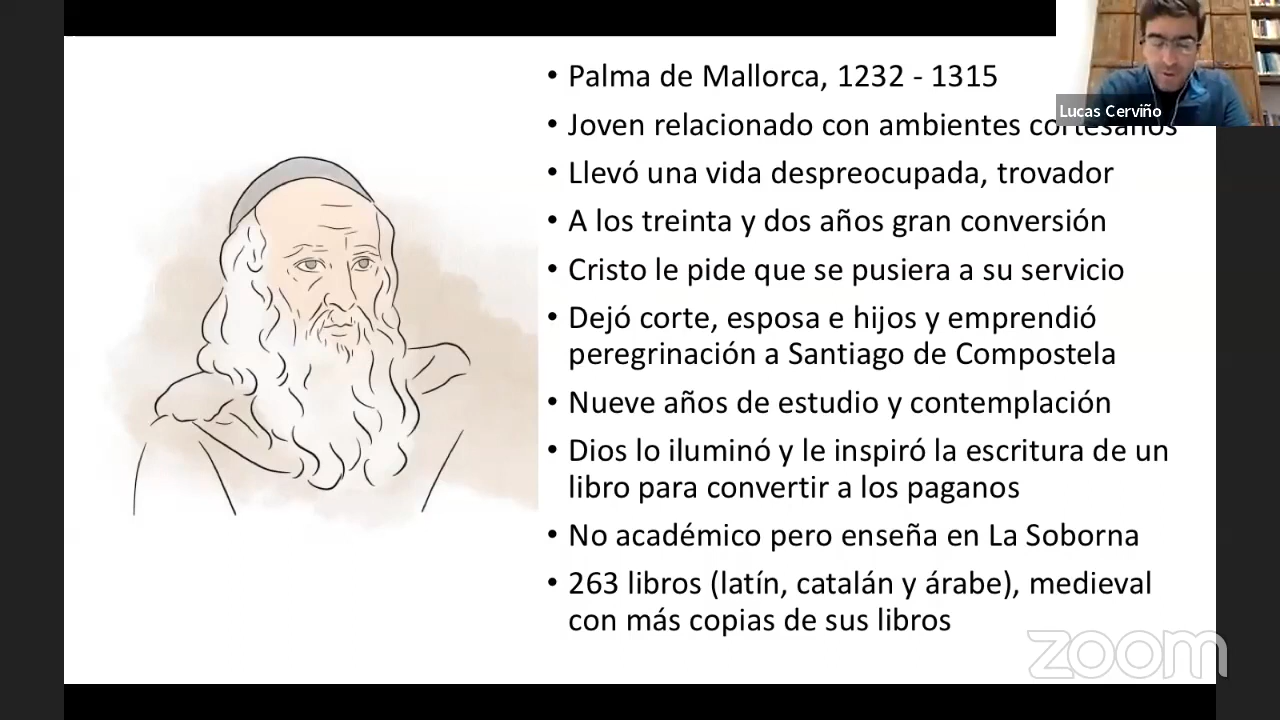 • Palma de Mallorca, 1232 - 1315
Lucas Cerviño
• Joven relacionado con ambientes cortesanos
• Llevó una vida despreocupada, trovador
• A los treinta y dos años gran conversión
• Cristo le pide que se pusiera a su servicio
• Dejó corte, esposa e hijos y emprendió
peregrinación a Santiago de Compostela
• Nueve años de estudio y contemplación
• Dios lo iluminó y le inspiró la escritura de un
libro para convertir a los paganos
• No académico pero enseña en La Soborna
• 263 libros (latín, catalán y árabe), medieval
con más copias de sus libros
zoom